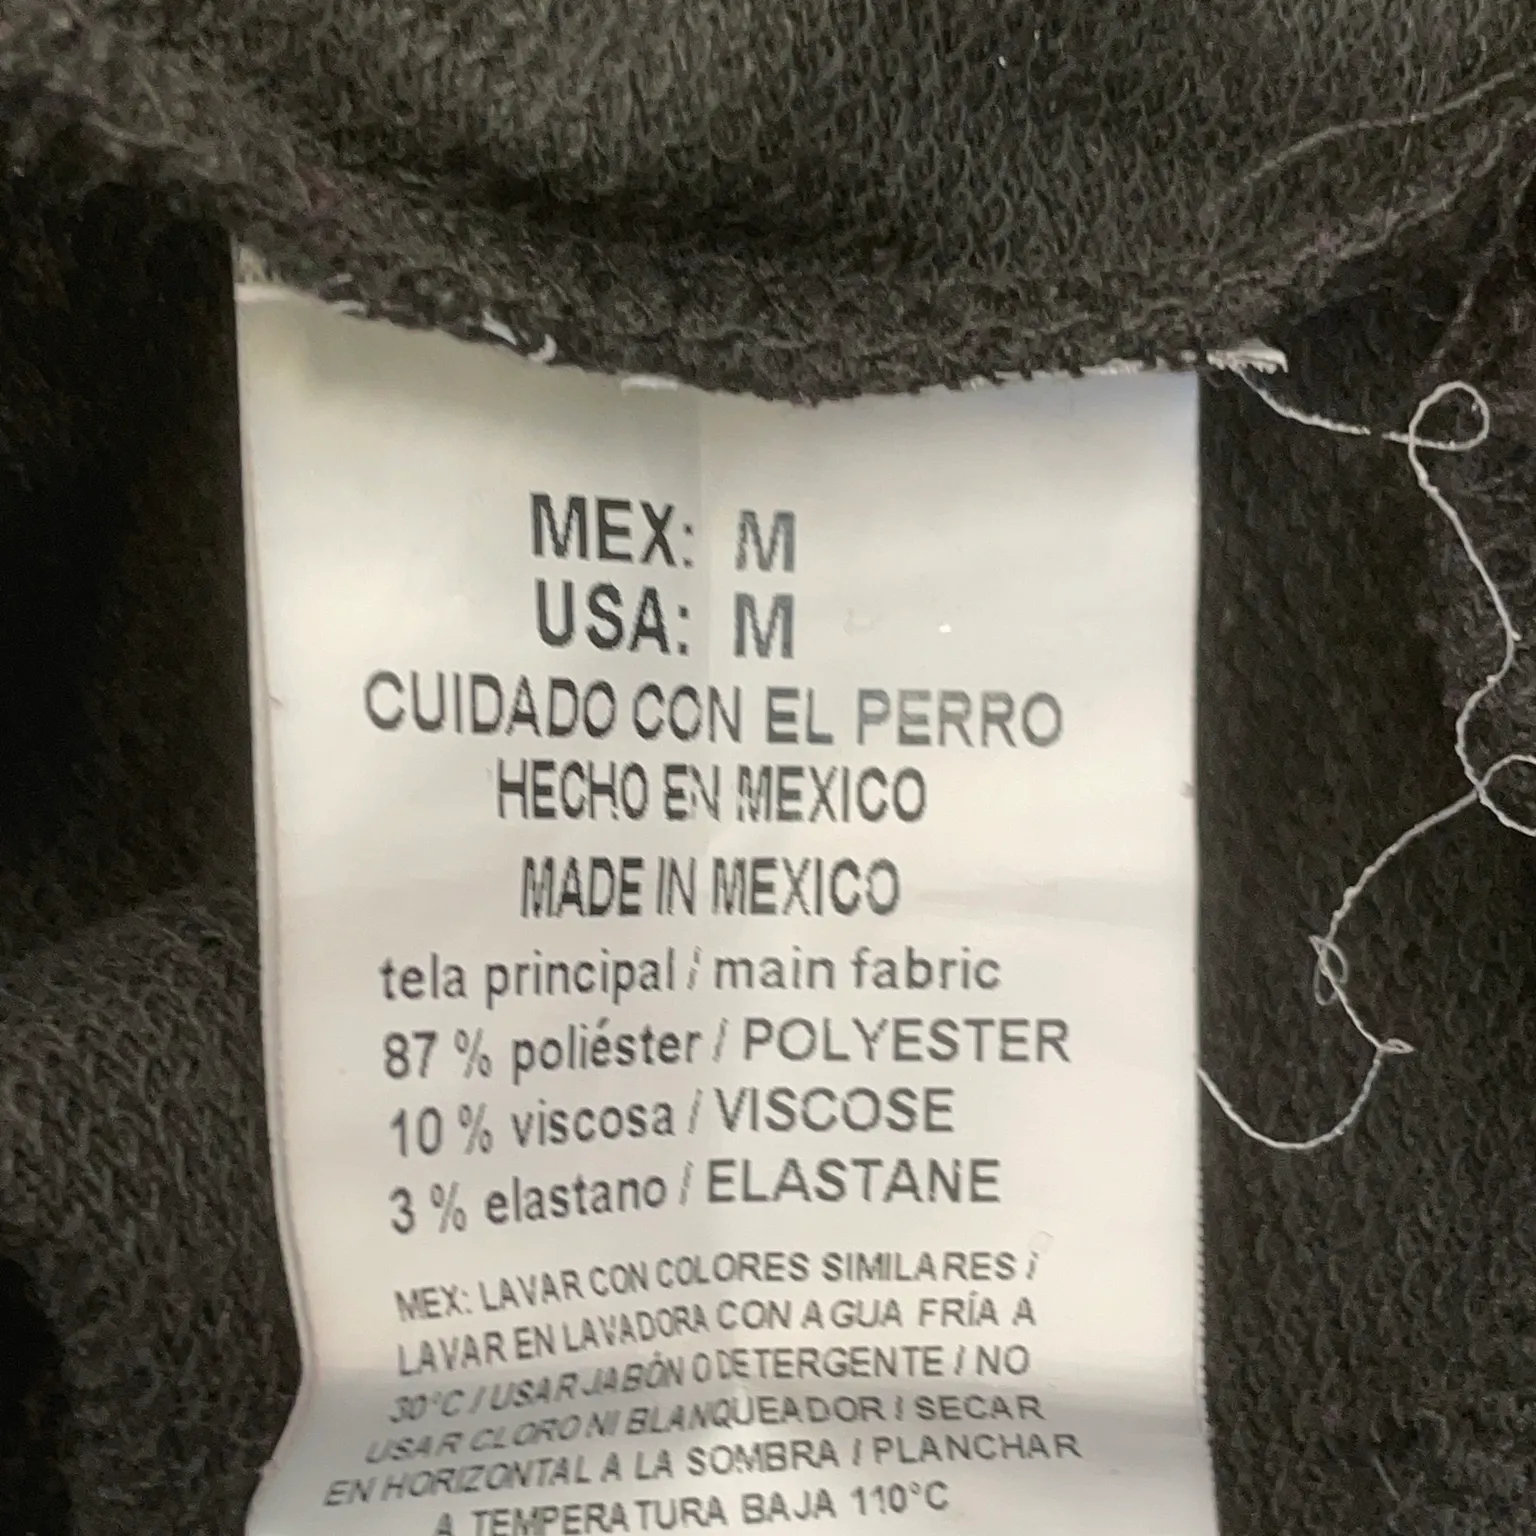 MEX: M
USA: M
CUIDADO CON EL PERRO
HECHO EN MEXICO
MADE IN MEXICO
tela principal / main fabric
87 % poliéster / POLYESTER
10 % viscosa / VISCOSE
3 % elastano / ELASTANE
MEX: LAVAR CON COLORES SIMILARES /
LAVAR EN LAVADORA CON AGUA FRÍA A
30°C / USAR JABÓN O DETERGENTE / NO
USAR CLORO NI BLANQUEADOR / SECAR
EN HORIZONTAL A LA SOMBRA / PLANCHAR
A TEMPERATURA BAJA 110°C